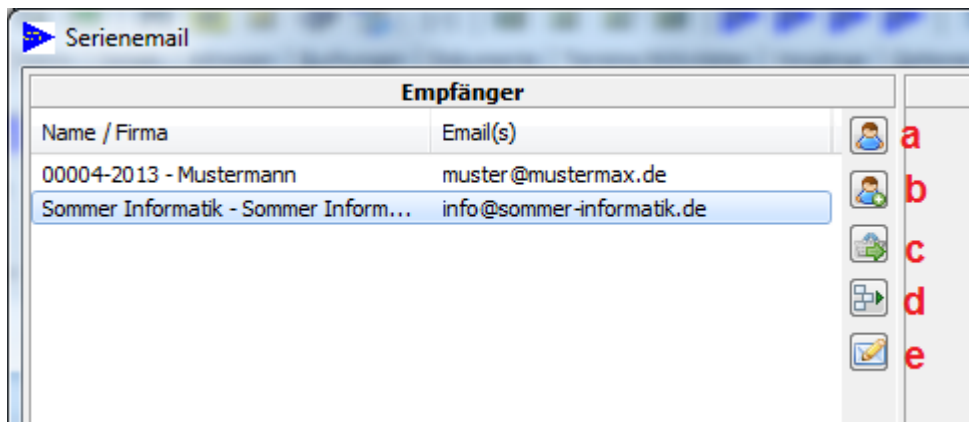 Serienemail
Empfänger
Name / Firma Email(s)
a
00004-2013 - Mustermann muster@mustermax.de
b
Sommer Informatik - Sommer Inform... info@sommer-informatik.de
c
d
e